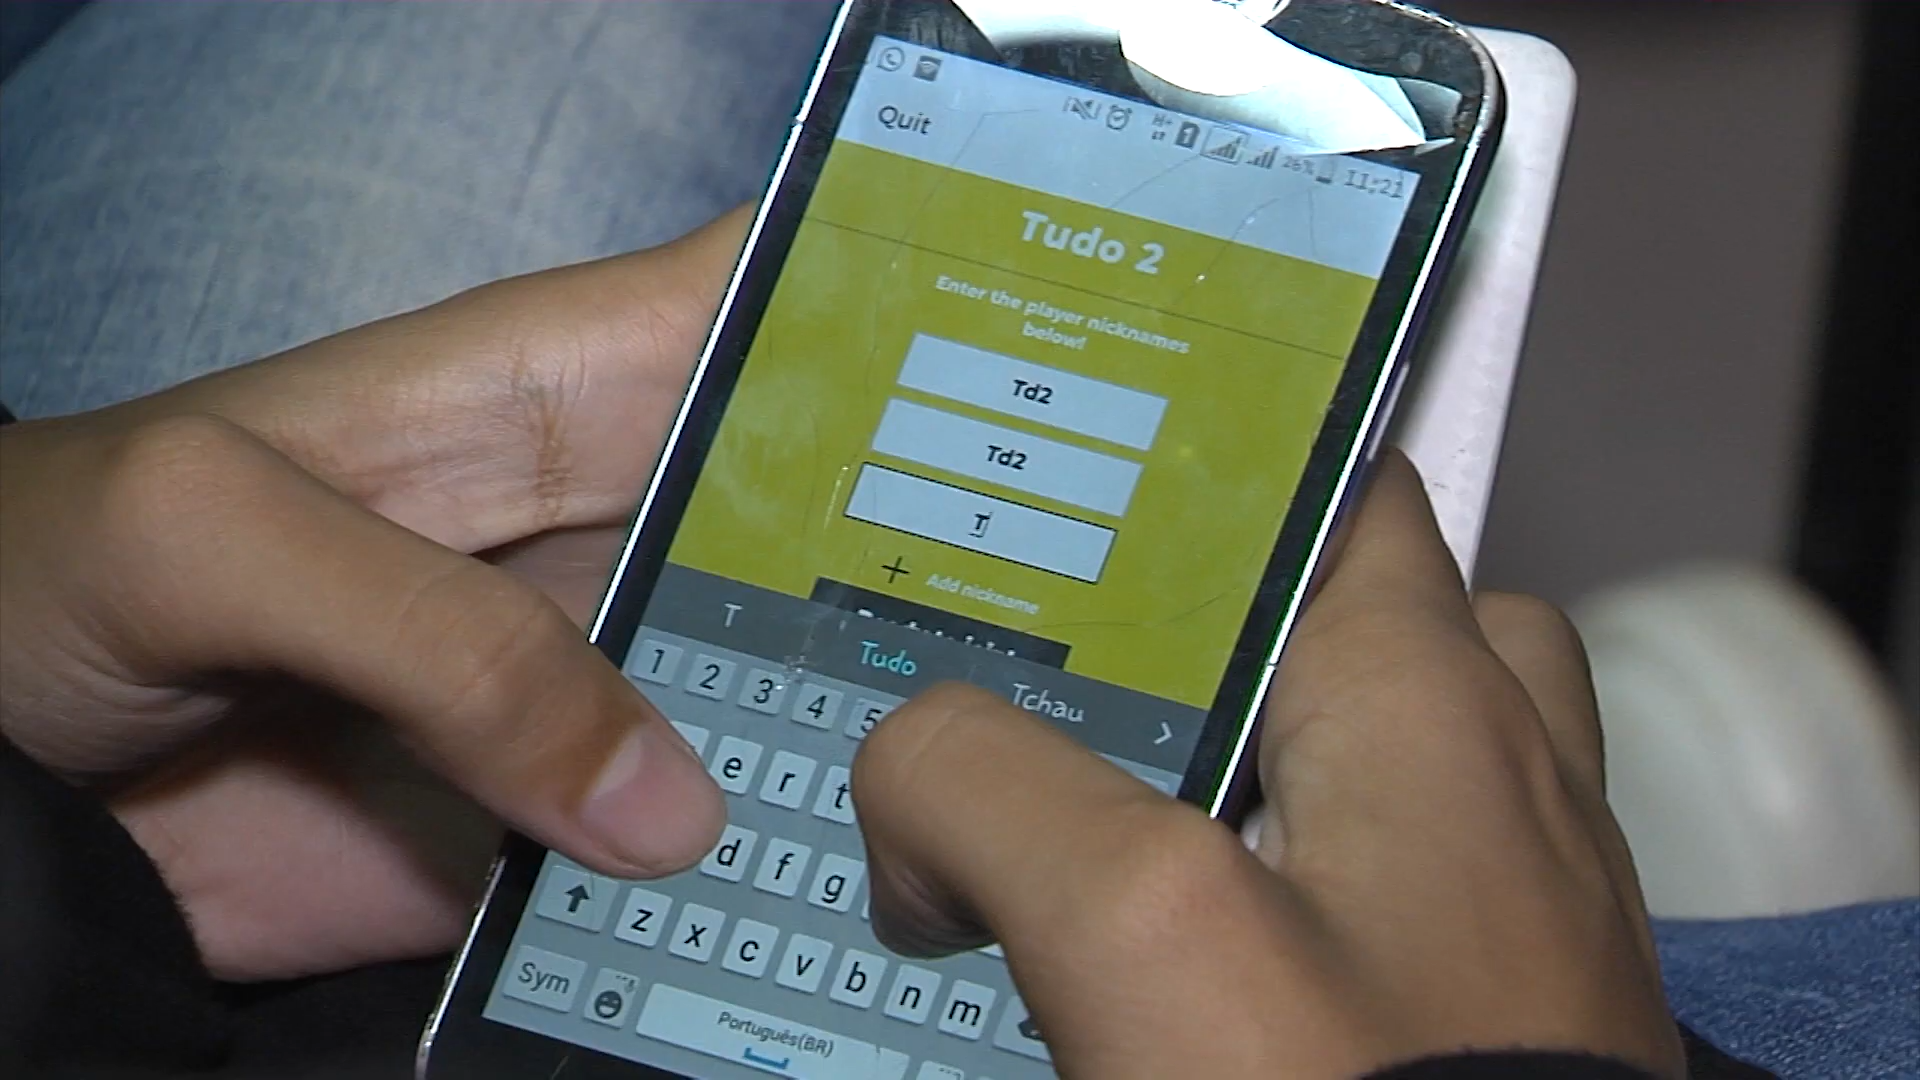 26% 11:21
Quit
Tudo 2
Enter the player nicknames
below!
Td2
Td2
T
+ Add nickname
T Tudo Tchau >
1 2 3 4 5
e r t
d f g
z x c v b n m
Sym
Português(BR)